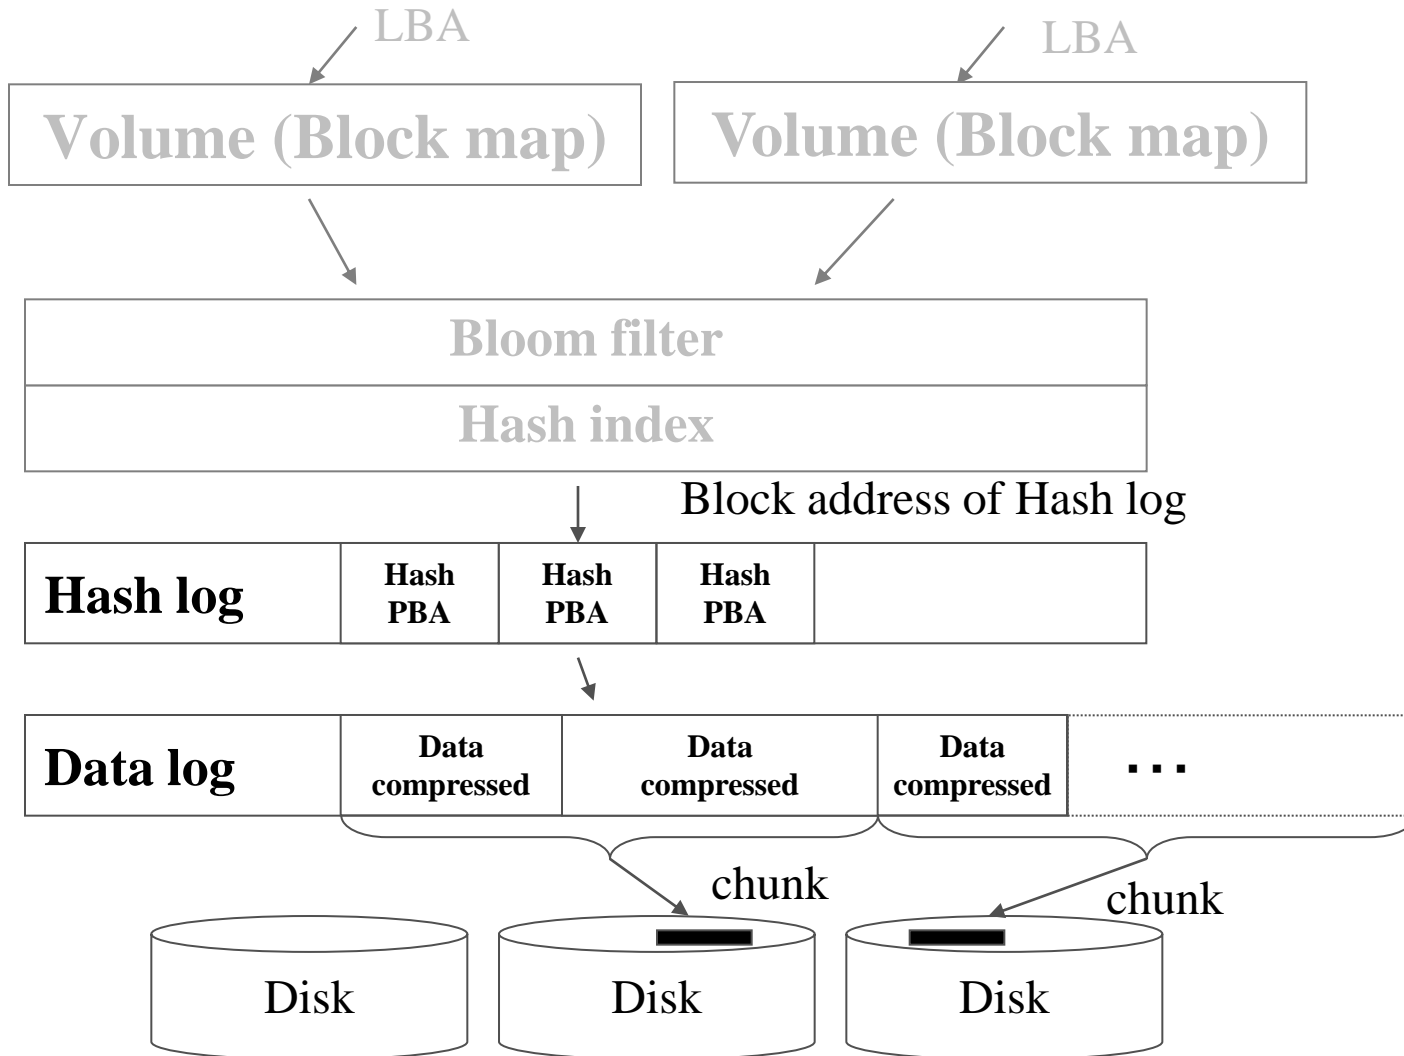 LBA
LBA
Volume (Block map)
Volume (Block map)
Bloom filter
Hash index
Block address of Hash log
Hash log
Hash
PBA
Hash
PBA
Hash
PBA
Data log
Data
compressed
Data
compressed
Data
compressed
...
chunk
chunk
Disk
Disk
Disk